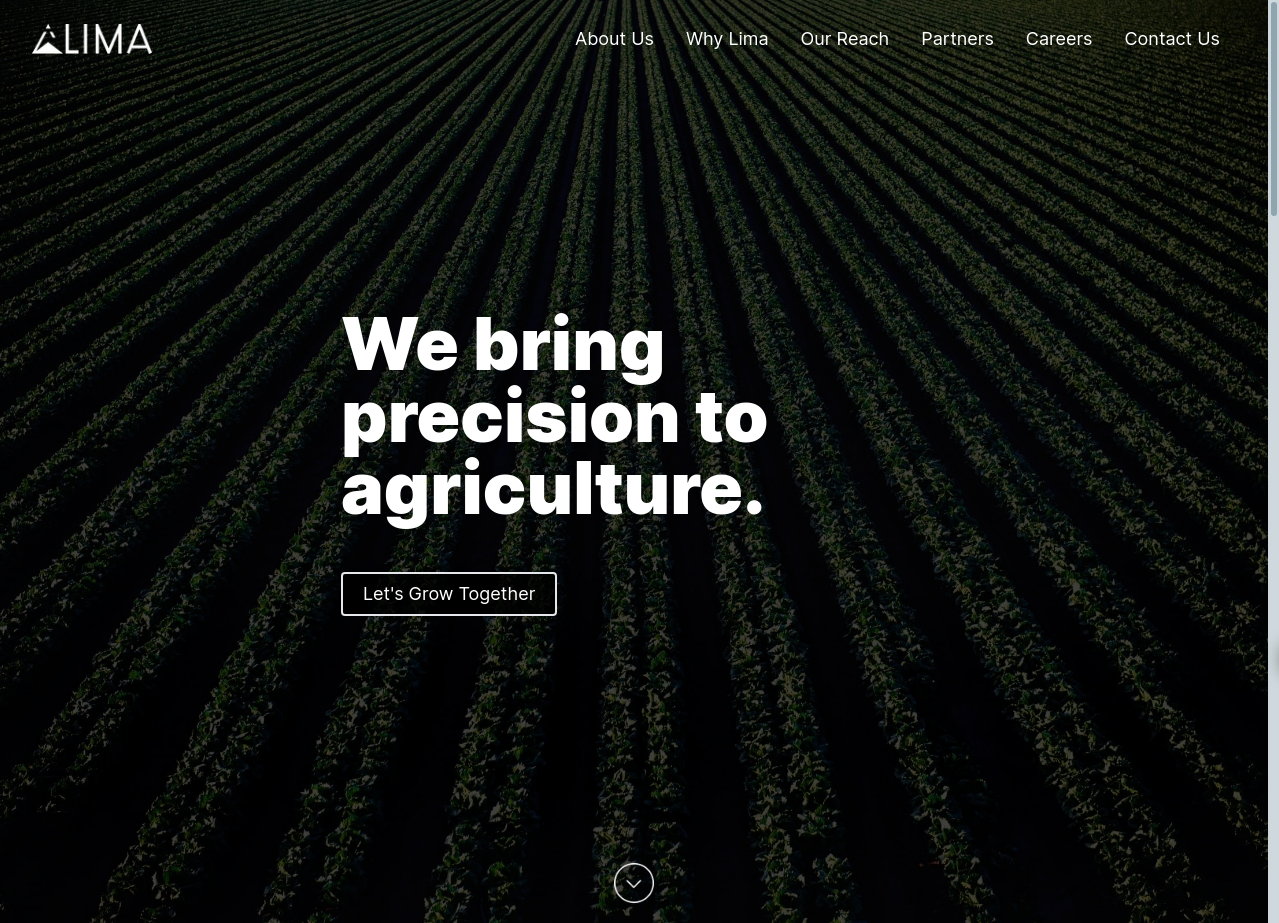 LIMA
About Us
Why Lima
Our Reach
Partners
Careers
Contact Us
We bring
precision to
agriculture.
Let's Grow Together